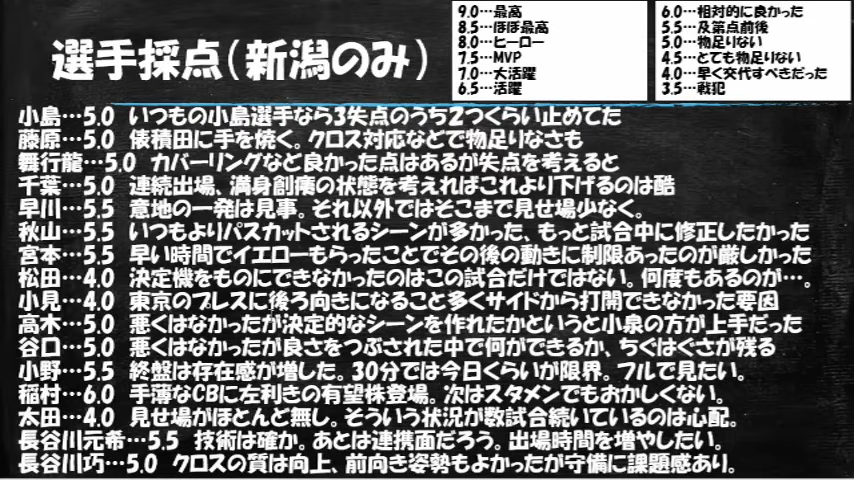 選手採点(新潟のみ)
9.0…最高
8.5…ほぼ最高
8.0…ヒーロー
7.5…MVP
7.0…大活躍
6.5…活躍
6.0…相対的に良かった
5.5…及第点前後
5.0…物足りない
4.5…とても物足りない
4.0…早く交代すべきだった
3.5…戦犯
小島…5.0 いつもの小島選手なら3失点のうち2つくらい止めてた
藤原…5.0 俵積田に手を焼く。クロス対応などで物足りなさも
舞行龍…5.0 カバーリングなど良かった点はあるが失点を考えると
千葉…5.0 連続出場、満身創痍の状態を考えればこれより下げるのは酷
早川…5.5 意地の一発は見事。それ以外ではそこまで見せ場少なく。
秋山…5.5 いつもよりパスカットされるシーンが多かった、もっと試合中に修正したかった
宮本…5.5 早い時間でイエローもらったことでその後の動きに制限あったのが厳しかった
松田…4.0 決定機をものにできなかったのはこの試合だけではない。何度もあるのが…。
小見…4.0 東京のプレスに後ろ向きになること多くサイドから打開できなかった要因
高木…5.0 悪くはなかったが決定的なシーンを作れたかというと小泉の方が上手だった
谷口…5.0 悪くはなかったが良さをつぶされた中で何ができるか、ちぐはぐさが残る
小野…5.5 終盤は存在感が増した。30分では今日くらいが限界。フルで見たい。
稲村…6.0 手薄なCBに左利きの有望株登場。次はスタメンでもおかしくない。
太田…4.0 見せ場がほとんど無し。そういう状況が数試合続いているのは心配。
長谷川元希…5.5 技術は確か。あとは連携面だろう。出場時間を増やしたい。
長谷川巧…5.0 クロスの質は向上、前向き姿勢もよかったが守備に課題感あり。